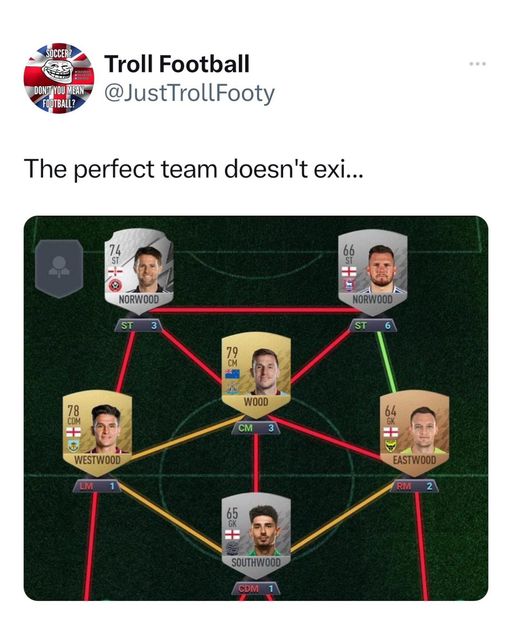 SOCCER?
DON'T YOU MEAN
FOOTBALL?
Troll Football
@JustTrollFooty
The perfect team doesn't exi...
74
ST
NORWOOD
ST 3
66
ST
NORWOOD
ST 6
79
CM
WOOD
CM 3
78
CDM
WESTWOOD
LM 1
64
GK
EASTWOOD
RM 2
65
GK
SOUTHWOOD
CDM 1